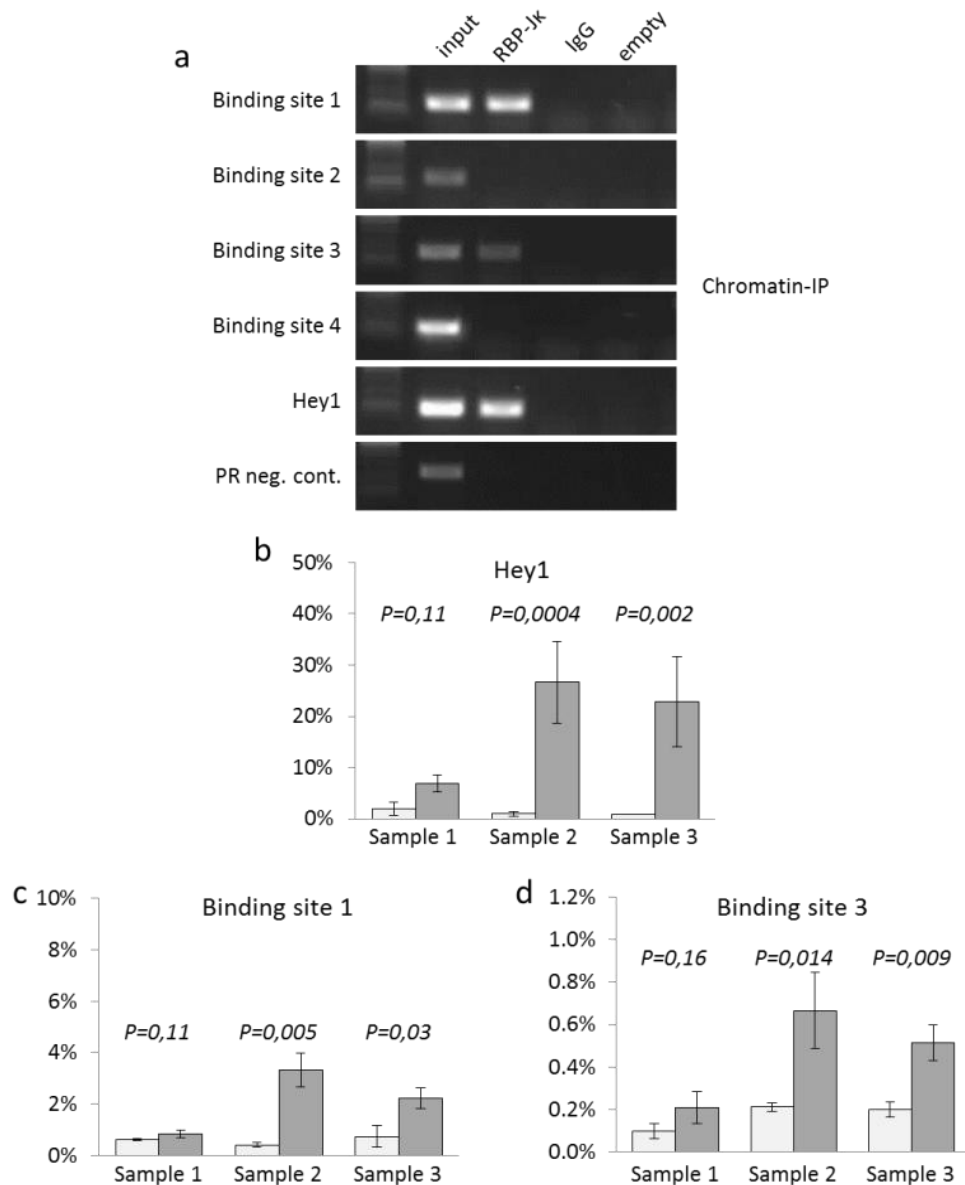 a
input RBP-Jκ IgG empty
Binding site 1
Binding site 2
Binding site 3
Chromatin-IP
Binding site 4
Hey1
PR neg. cont.
b
Hey1
50%
40%
30%
20%
10%
0%
P=0,11 P=0,0004 P=0,002
Sample 1 Sample 2 Sample 3
c
Binding site 1
10%
8%
6%
4%
2%
0%
P=0,11 P=0,005 P=0,03
Sample 1 Sample 2 Sample 3
d
Binding site 3
1.2%
1.0%
0.8%
0.6%
0.4%
0.2%
0.0%
P=0,16 P=0,014 P=0,009
Sample 1 Sample 2 Sample 3